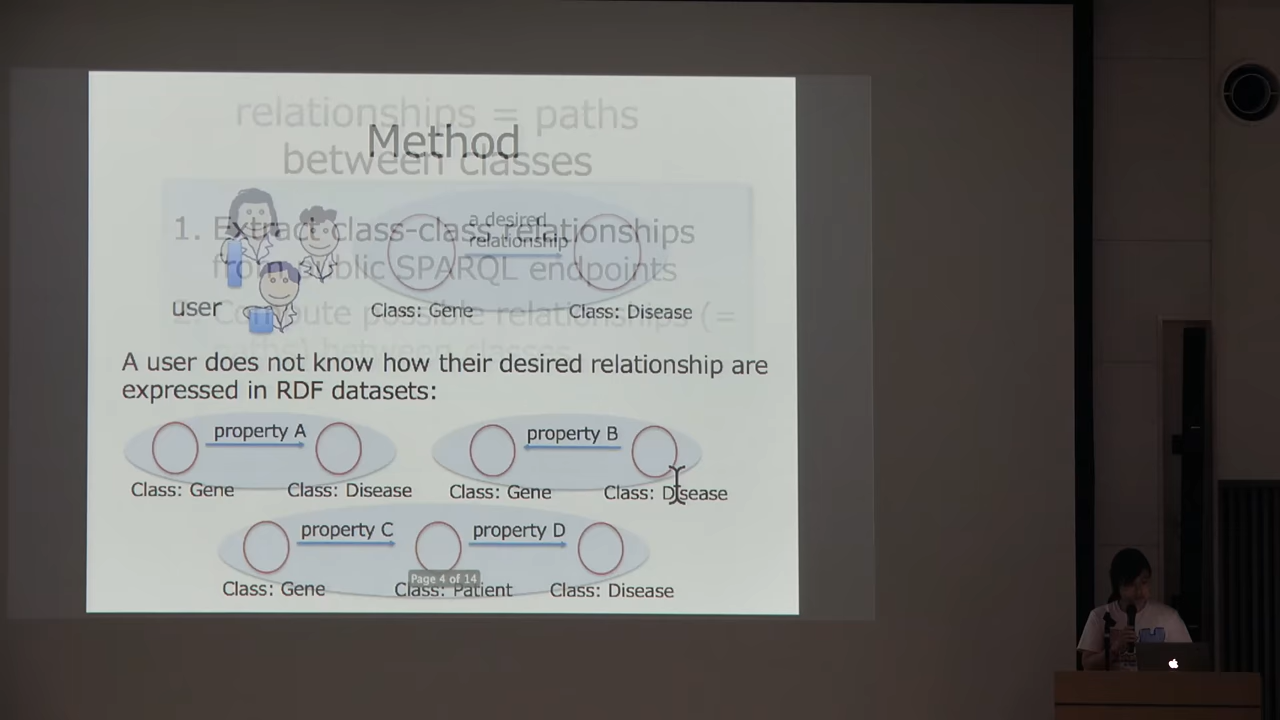 relationships = paths
between classes
Method
1. Extract class-class relationships
from public SPARQL endpoints
2. Compute possible relationships (=
paths) between classes
a desired
relationship
user
Class: Gene
Class: Disease
A user does not know how their desired relationship are
expressed in RDF datasets:
property A
property B
Class: Gene
Class: Disease
Class: Gene
Class: Disease
property C
property D
Page 4 of 14
Class: Gene
Class: Patient
Class: Disease